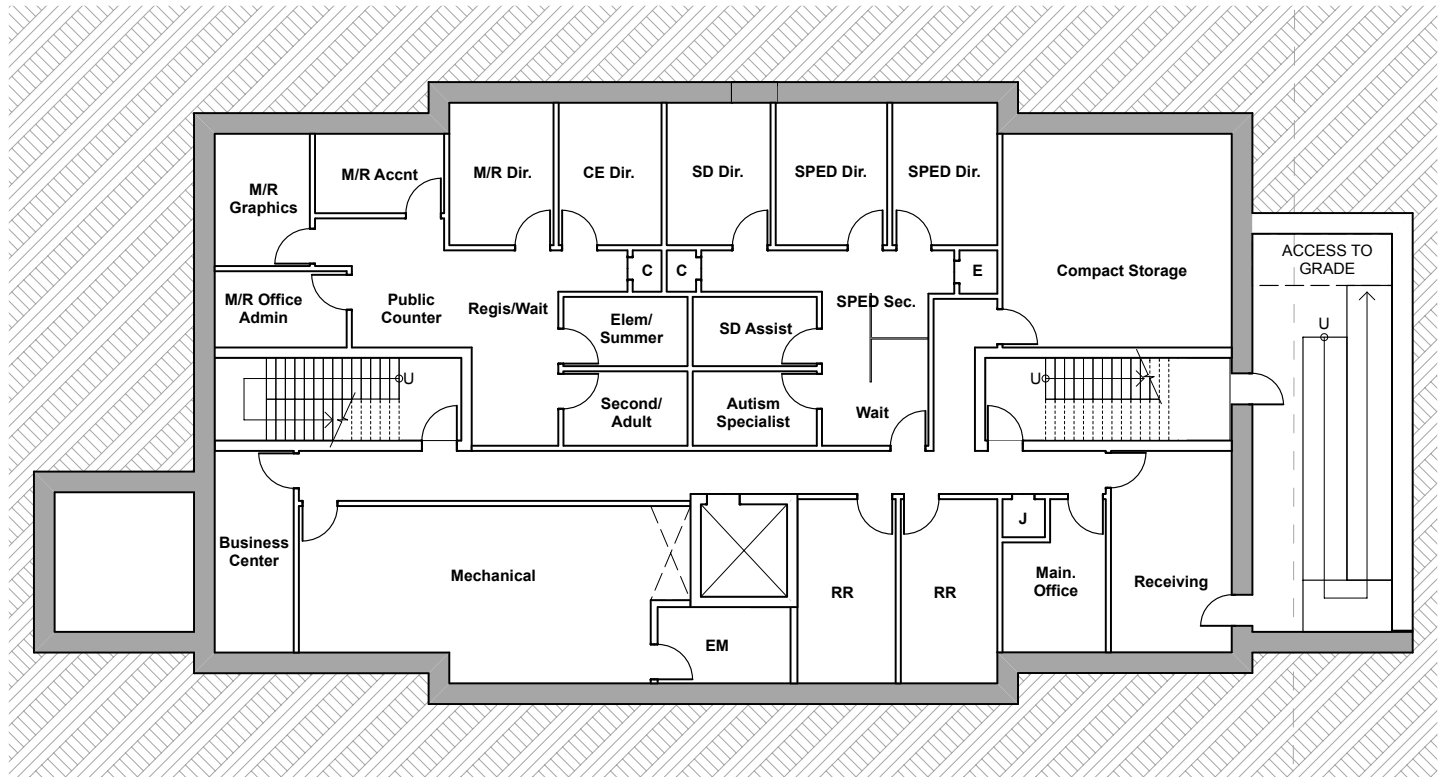 M/R Accnt
M/R Dir.
CE Dir.
SD Dir.
SPED Dir.
SPED Dir.
M/R
Graphics
ACCESS TO
GRADE
C
C
E
Compact Storage
M/R Office
Admin
Public
Counter
Regis/Wait
SPED Sec.
Elem/
Summer
SD Assist
U
U
U
Second/
Adult
Autism
Specialist
Wait
J
Business
Center
Mechanical
RR
RR
Main.
Office
Receiving
EM